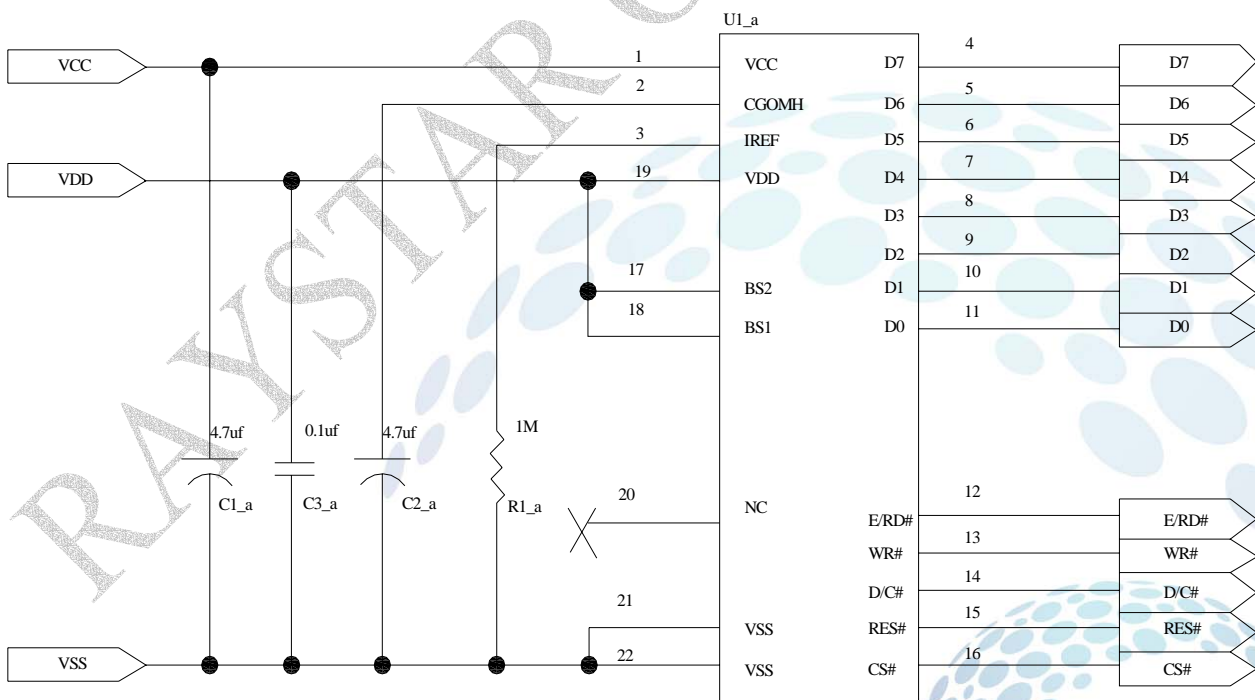 RAYSTAR O
U1_a
VCC
1
VCC
D7
4
D7
2
CGOMH
D6
5
D6
3
IREF
D5
6
D5
VDD
19
VDD
D4
7
D4
D3
8
D3
D2
9
D2
17
BS2
D1
10
D1
18
BS1
D0
11
D0
4.7uf
0.1uf
4.7uf
1M
C1_a
C3_a
C2_a
R1_a
20
NC
E/RD#
12
E/RD#
WR#
13
WR#
D/C#
14
D/C#
21
VSS
RES#
15
RES#
VSS
22
VSS
CS#
16
CS#